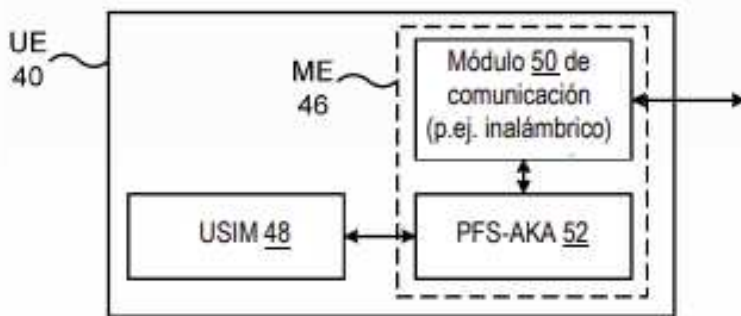 UE
40
ME
46
Módulo 50 de
comunicación
(p.ej. inalámbrico)
USIM 48
PFS-AKA 52